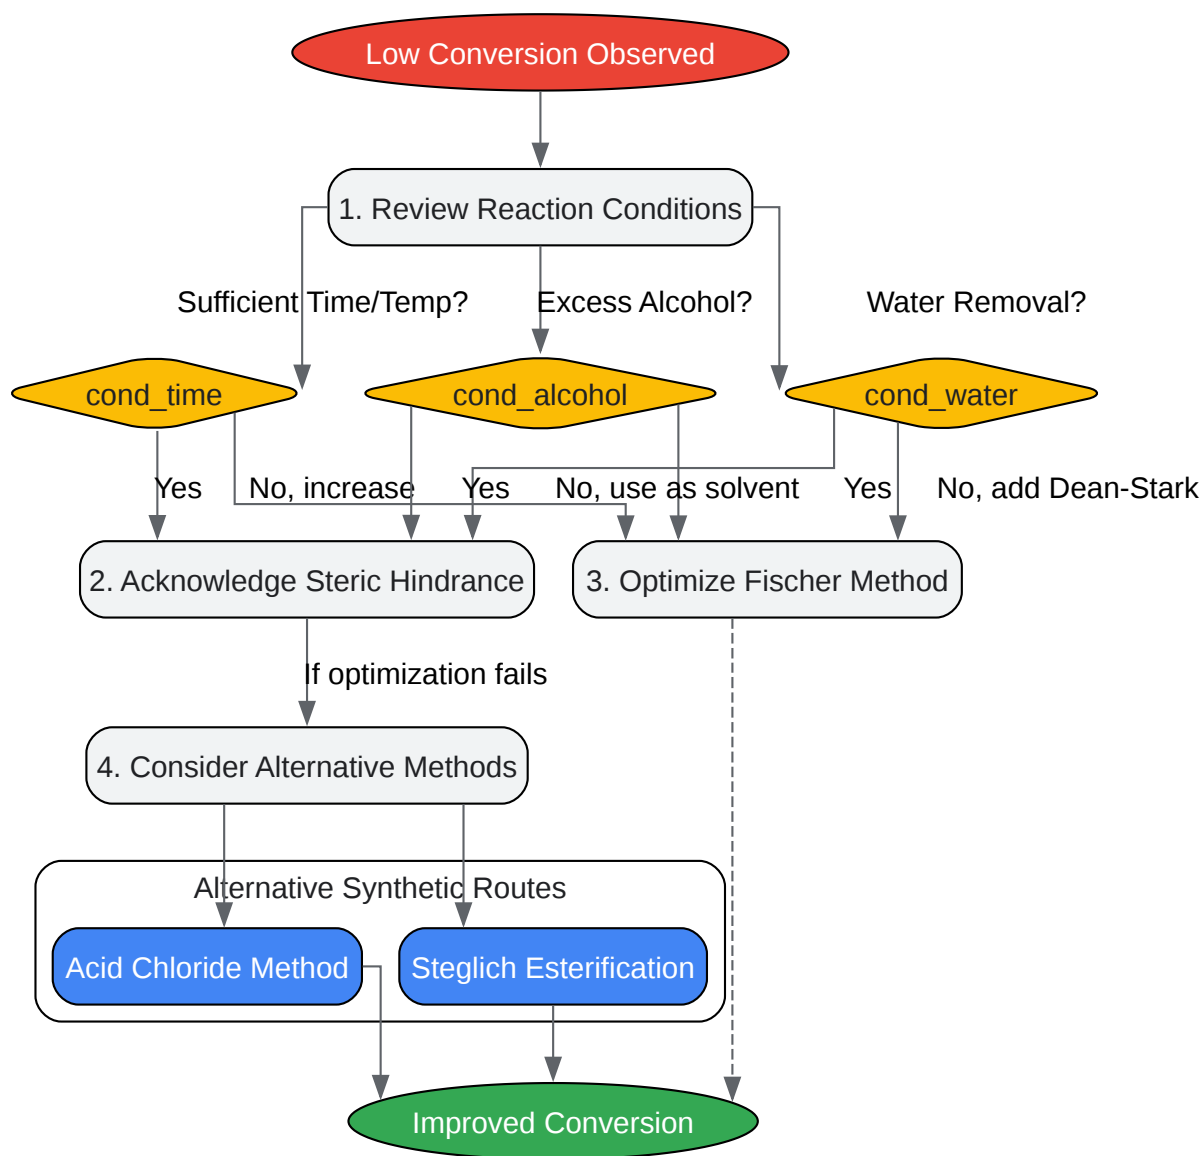 Low Conversion Observed
1. Review Reaction Conditions
Sufficient Time/Temp?
Excess Alcohol?
Water Removal?
cond_time
cond_alcohol
cond_water
Yes
No, increase
Yes
No, use as solvent
Yes
No, add Dean-Stark
2. Acknowledge Steric Hindrance
3. Optimize Fischer Method
If optimization fails
4. Consider Alternative Methods
Alternative Synthetic Routes
Acid Chloride Method
Steglich Esterification
Improved Conversion